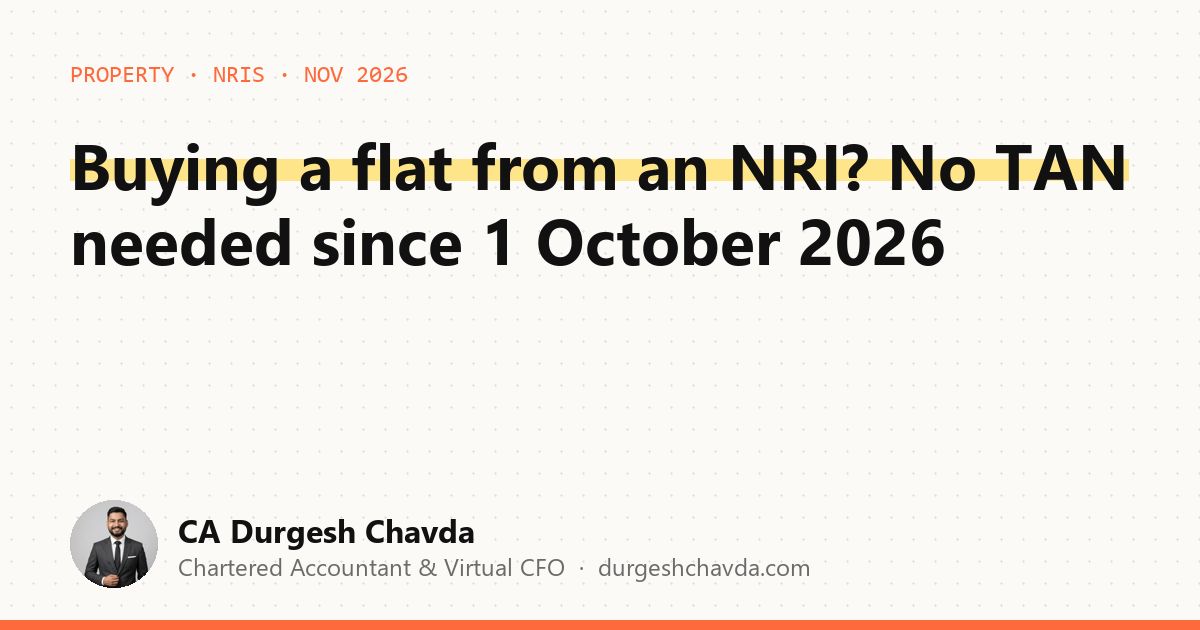 PROPERTY · NRIS · NOV 2026
Buying a flat from an NRI? No TAN
needed since 1 October 2026
CA Durgesh Chavda
Chartered Accountant & Virtual CFO · durgeshchavda.com